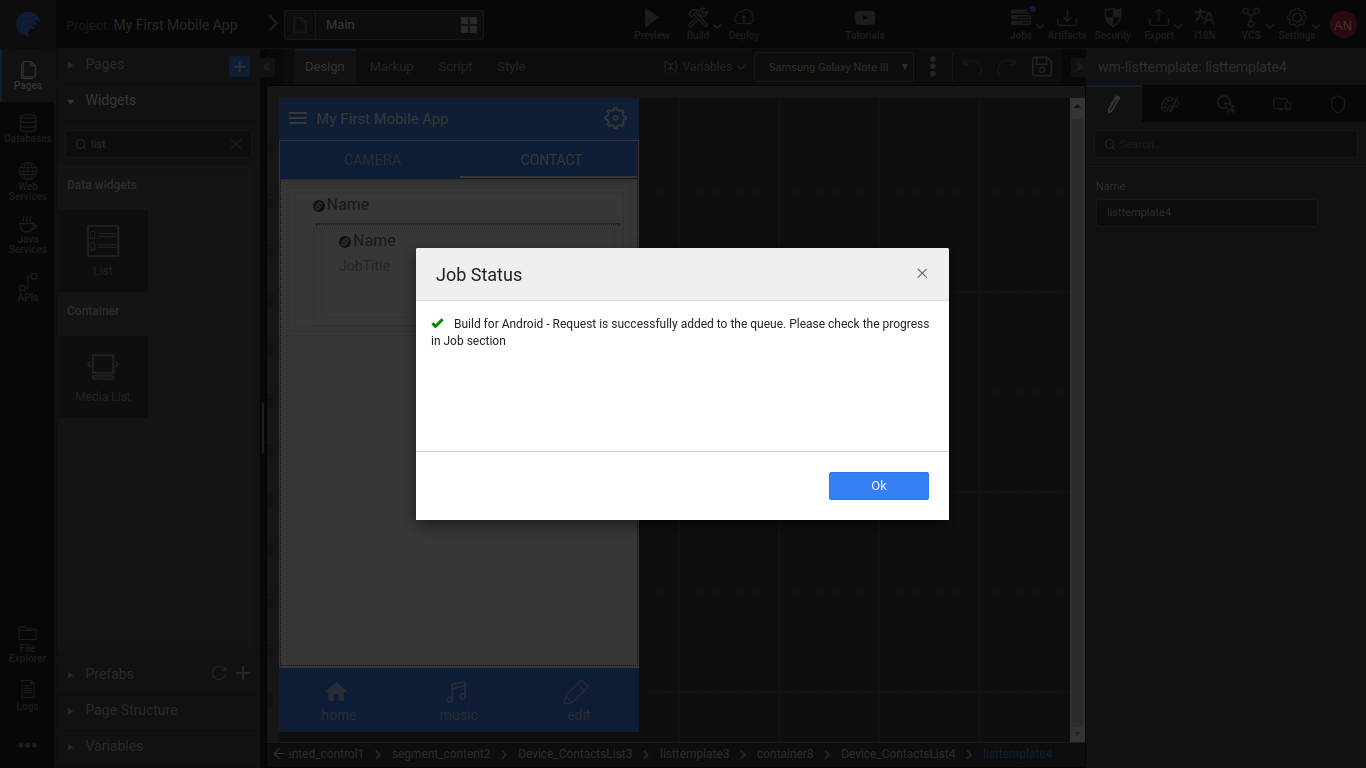 Project: My First Mobile App
Main
Preview
Build
Deploy
Tutorials
Jobs
Artifacts
Security
Export
I18N
VCS
Settings
AN
Pages
Databases
Web
Services
Java
Services
APIs
File
Explorer
Logs
Pages
Widgets
list
Data widgets
List
Container
Media List
Prefabs
Page Structure
Variables
Design
Markup
Script
Style
(x) Variables
Samsung Galaxy Note III
My First Mobile App
CAMERA
CONTACT
Name
Name
JobTitle
Job Status
Build for Android - Request is successfully added to the queue. Please check the progress
in Job section
Ok
home
music
edit
nted_control1
segment_content2
Device_ContactsList3
listtemplate3
container8
Device_ContactsList4
listtemplate4
wm-listtemplate: listtemplate4
Search...
Name
listtemplate4